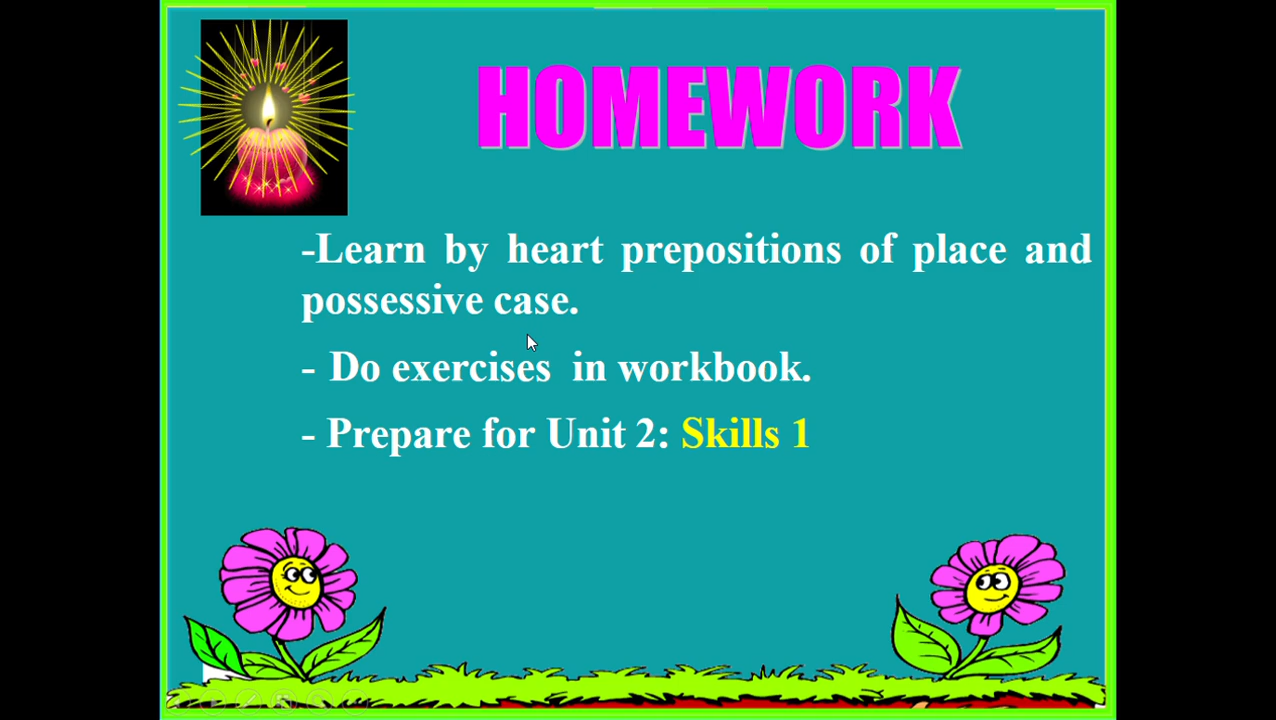 HOMEWORK
-Learn by heart prepositions of place and
possessive case.
- Do exercises in workbook.
- Prepare for Unit 2: Skills 1